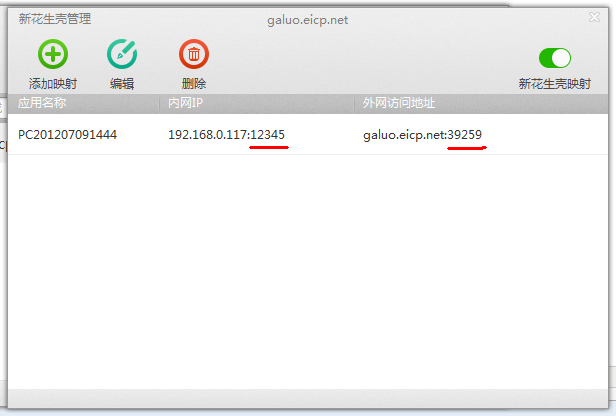 新花生壳管理
galuo.eicp.net
添加映射
编辑
删除
新花生壳映射
应用名称 内网IP 外网访问地址
PC201207091444 192.168.0.117:12345 galuo.eicp.net:39259